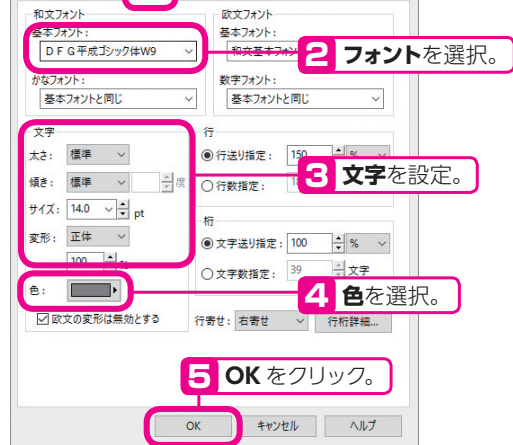 和文フォント
欧文フォント
基本フォント：
基本フォント：
ＤＦＧ平成ゴシック体W9
和文基本フォン
2 フォントを選択。
かなフォント：
数字フォント：
基本フォントと同じ
基本フォントと同じ
文字
行
太さ： 標準
行送り指定： 150 %
傾き： 標準 度
行数指定：
3 文字を設定。
サイズ： 14.0 pt
桁
変形： 正体
文字送り指定： 100 %
100 %
文字数指定： 39 文字
色：
4 色を選択。
欧文の変形は無効とする
行寄せ： 右寄せ
行桁詳細...
5 OK をクリック。
OK
キャンセル
ヘルプ